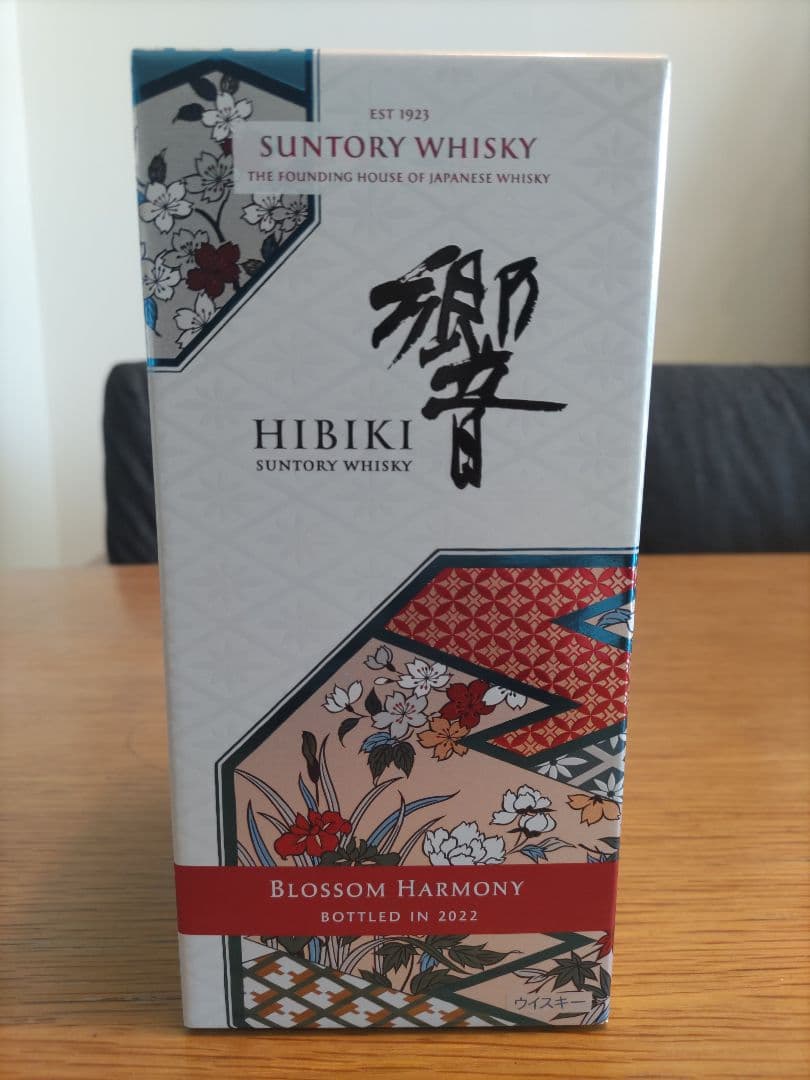 EST 1923
SUNTORY WHISKY
THE FOUNDING HOUSE OF JAPANESE WHISKY
響
HIBIKI
SUNTORY WHISKY
BLOSSOM HARMONY
BOTTLED IN 2022
ウイスキー